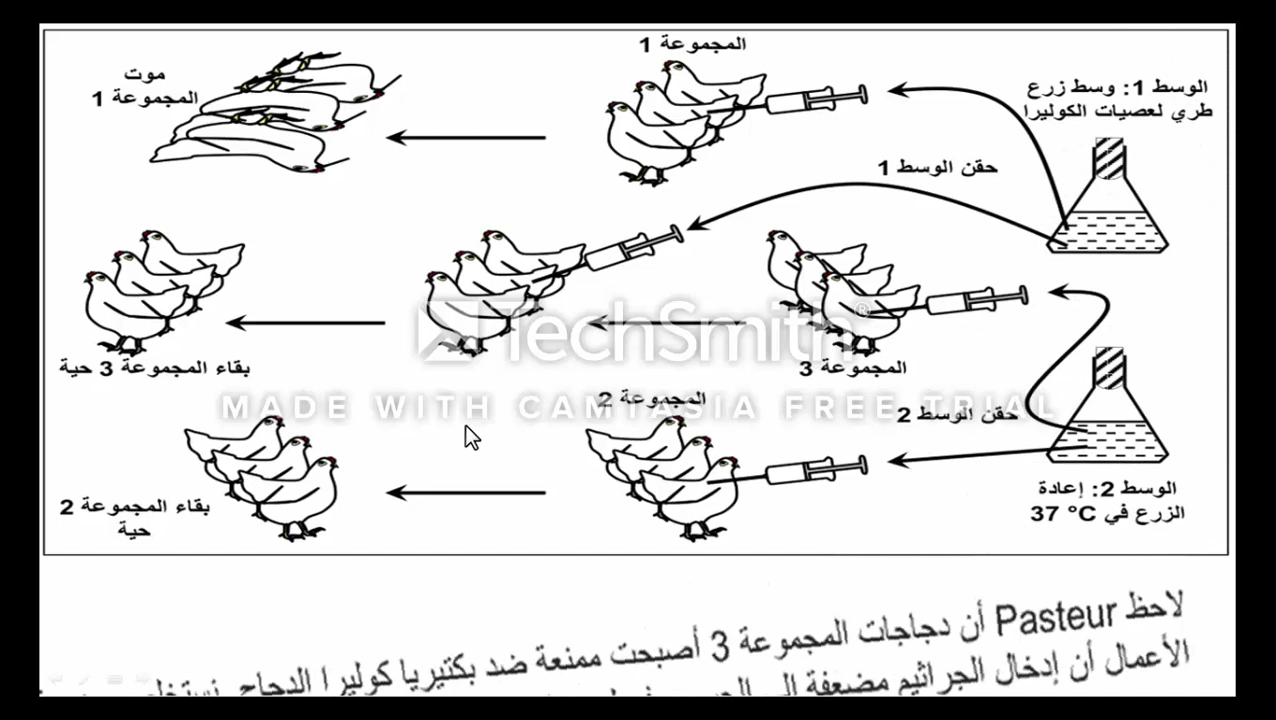 المجموعة 1
الوسط 1: وسط زرع
طري لعصيات الكوليرا
موت
المجموعة 1
حقن الوسط 1
المجموعة 3
بقاء المجموعة 3 حية
TechSmith®
MADE WITH CAMTASIA FREE TRIAL
المجموعة 2
حقن الوسط 2
الوسط 2: إعادة
الزرع في 37 °C
بقاء المجموعة 2
حية
لاحظ Pasteur أن دجاجات المجموعة 3 أصبحت ممنعة ضد بكتيريا كوليرا الدجاج
الأعمال أن إدخال الجراثيم مضعفة إلى